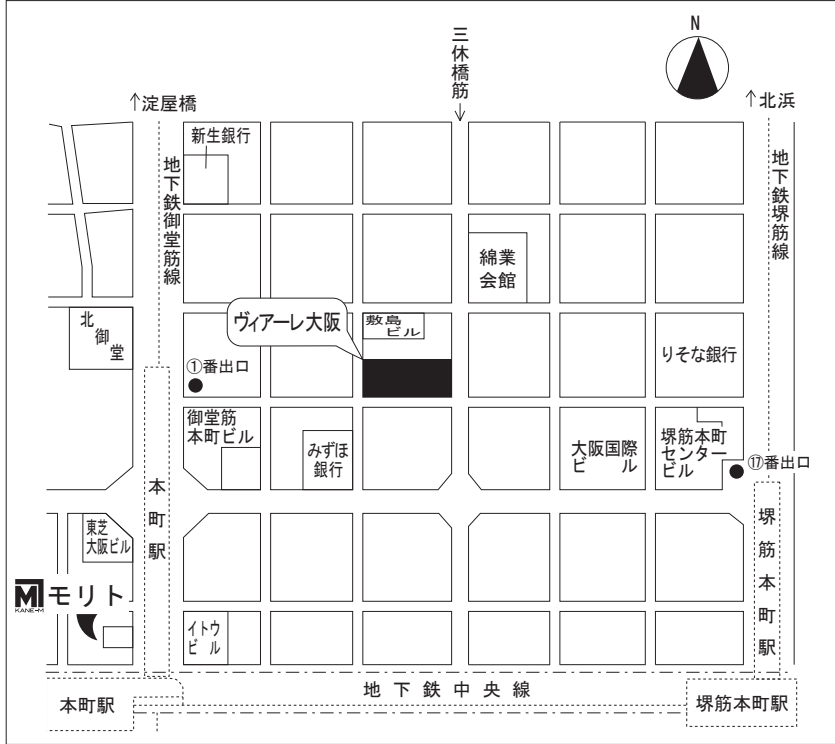 N
三休橋筋
↑淀屋橋
↑北浜
新生銀行
地下鉄御堂筋線
地下鉄堺筋線
綿業
会館
ヴィアーレ大阪
敷島
ビル
北御堂
りそな銀行
①番出口
御堂筋
本町ビル
みずほ
銀行
大阪国際
ビル
堺筋本町
センター
ビル
⑰番出口
本町駅
堺筋本町駅
東芝
大阪ビル
M
KANE-M
モリト
イトウ
ビル
地下鉄中央線
本町駅
堺筋本町駅